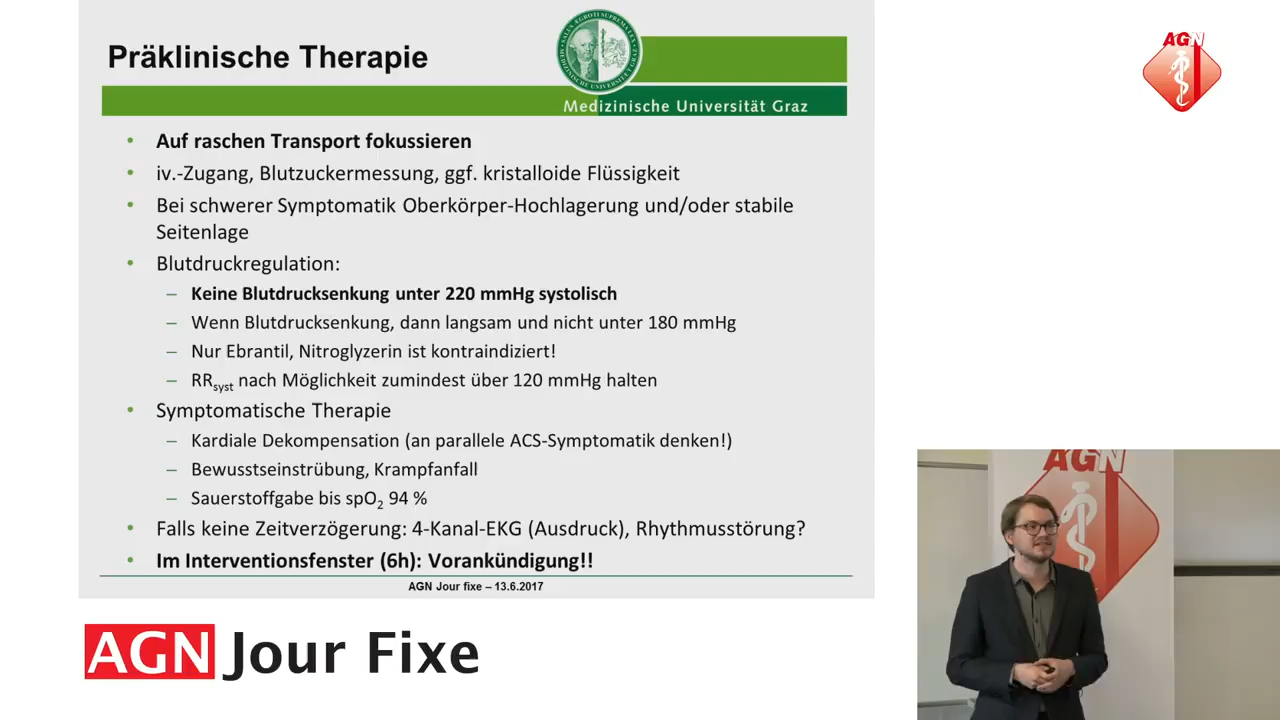 Präklinische Therapie
Medizinische Universität Graz
AGN
• Auf raschen Transport fokussieren
• iv.-Zugang, Blutzuckermessung, ggf. kristalloide Flüssigkeit
• Bei schwerer Symptomatik Oberkörper-Hochlagerung und/oder stabile
Seitenlage
• Blutdruckregulation:
– Keine Blutdrucksenkung unter 220 mmHg systolisch
– Wenn Blutdrucksenkung, dann langsam und nicht unter 180 mmHg
– Nur Ebrantil, Nitroglyzerin ist kontraindiziert!
– RRsyst nach Möglichkeit zumindest über 120 mmHg halten
• Symptomatische Therapie
– Kardiale Dekompensation (an parallele ACS-Symptomatik denken!)
– Bewusstseinstrübung, Krampfanfall
– Sauerstoffgabe bis spO2 94 %
• Falls keine Zeitverzögerung: 4-Kanal-EKG (Ausdruck), Rhythmusstörung?
• Im Interventionsfenster (6h): Vorankündigung!!
AGN Jour fixe – 13.6.2017
AGN Jour Fixe
AGN